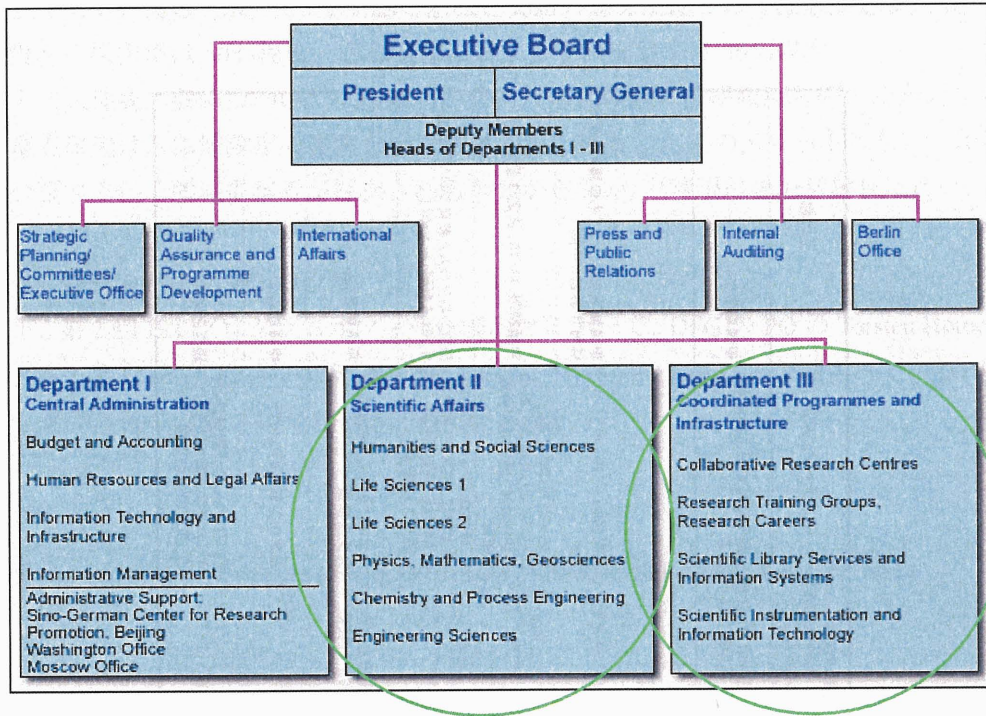 Executive Board
President
Secretary General
Deputy Members
Heads of Departments I - III
Strategic
Planning/
Committees/
Executive Office
Quality
Assurance and
Programme
Development
International
Affairs
Press and
Public
Relations
Internal
Auditing
Berlin
Office
Department I
Central Administration
Budget and Accounting
Human Resources and Legal Affairs
Information Technology and
Infrastructure
Information Management
Administrative Support:
Sino-German Center for Research
Promotion, Beijing
Washington Office
Moscow Office
Department II
Scientific Affairs
Humanities and Social Sciences
Life Sciences 1
Life Sciences 2
Physics, Mathematics, Geosciences
Chemistry and Process Engineering
Engineering Sciences
Department III
Coordinated Programmes and
Infrastructure
Collaborative Research Centres
Research Training Groups,
Research Careers
Scientific Library Services and
Information Systems
Scientific Instrumentation and
Information Technology